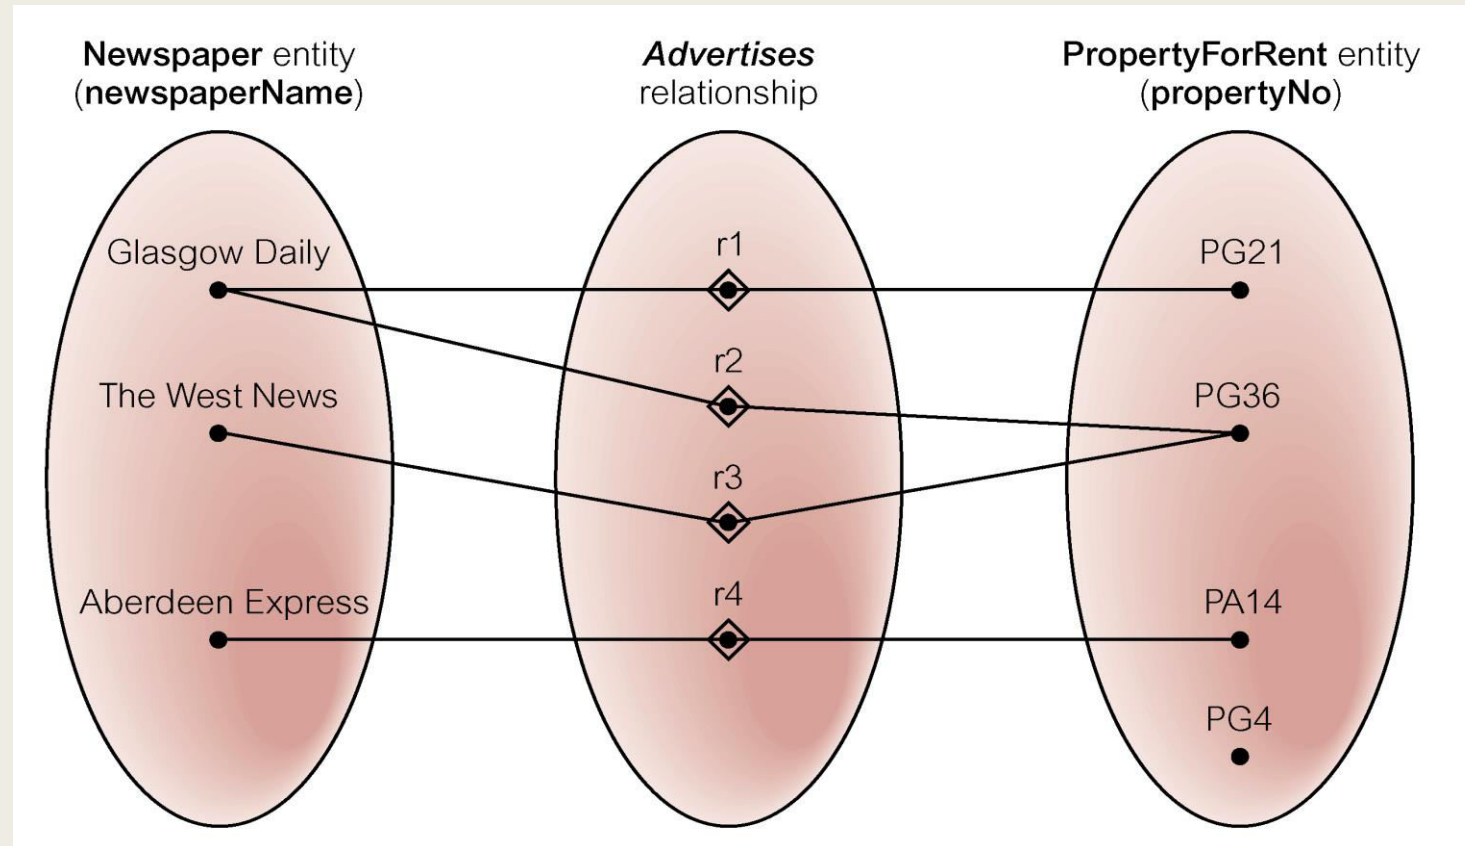 Newspaper entity
(newspaperName)
Advertises
relationship
PropertyForRent entity
(propertyNo)
Glasgow Daily
The West News
Aberdeen Express
r1
r2
r3
r4
PG21
PG36
PA14
PG4